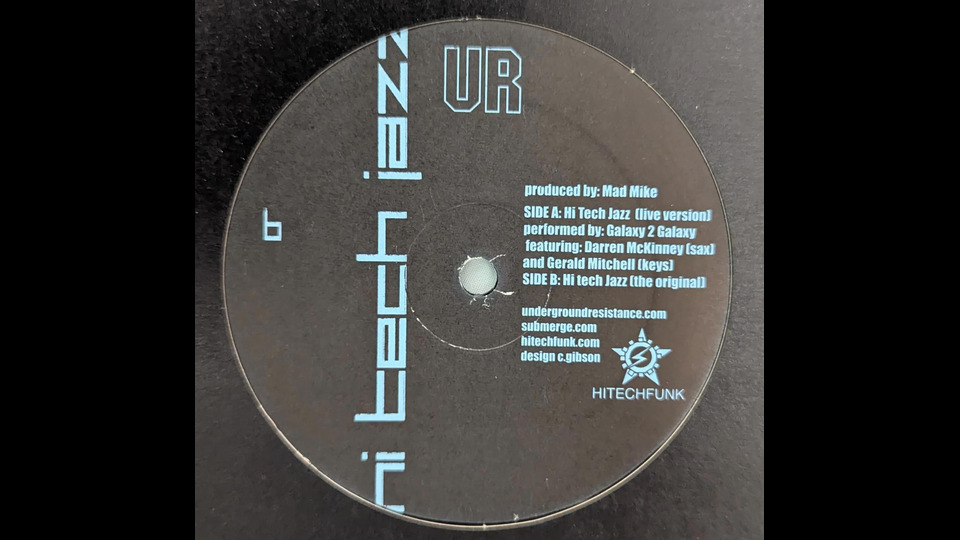 UR
hi tech jazz
b
produced by: Mad Mike
SIDE A: Hi Tech Jazz (live version)
performed by: Galaxy 2 Galaxy
featuring: Darren McKinney (sax)
and Gerald Mitchell (keys)
SIDE B: Hi tech Jazz (the original)
undergroundresistance.com
submerge.com
hitechfunk.com
design c.gibson
HITECHFUNK